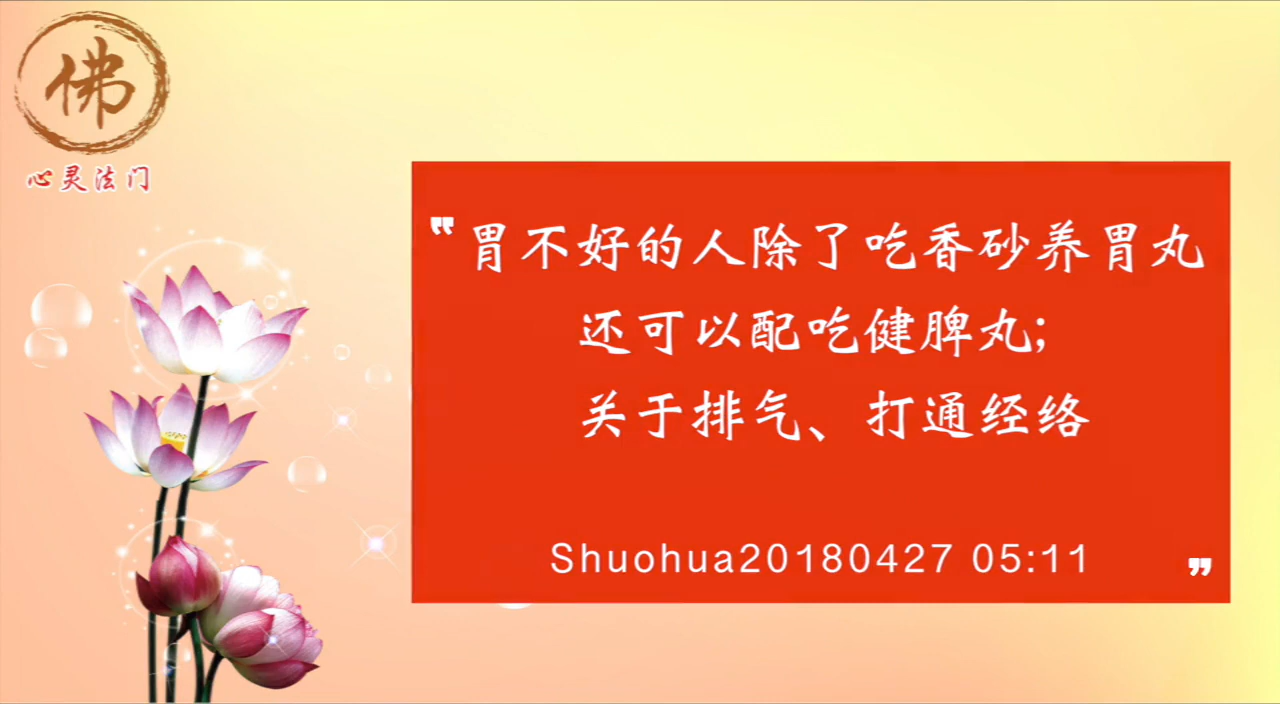 佛
心灵法门
"胃不好的人除了吃香砂养胃丸
还可以配吃健脾丸;
关于排气、打通经络
Shuohua20180427 05:11"